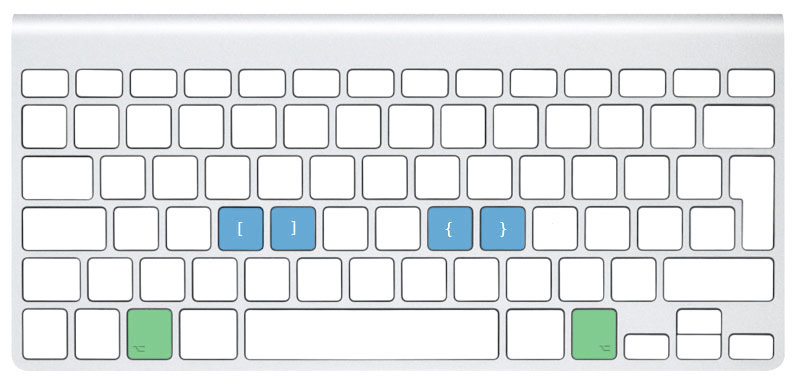 [ ] { }
⌥ ⌥